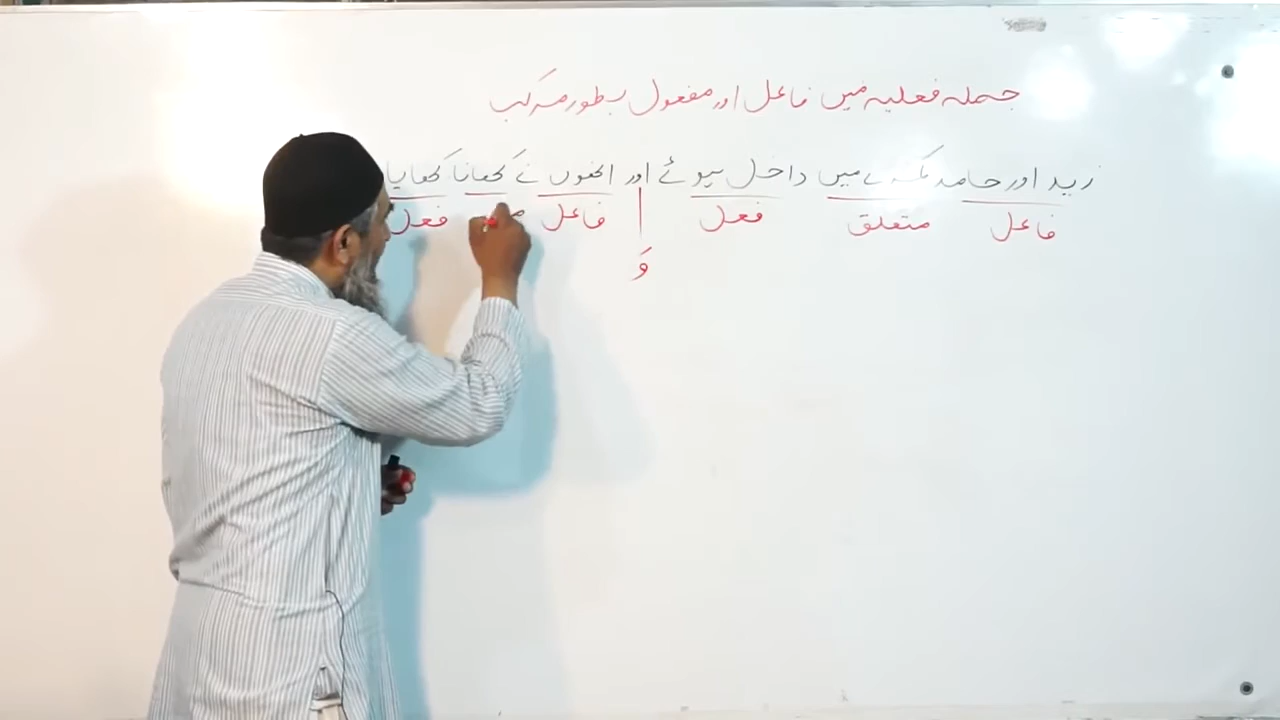 جملہ فعلیہ میں فاعل اور مفعول بطور مرکب
زید اور حامد کمرے میں داخل ہوئے اور انھوں نے کھانا کھایا
فاعل متعلق فعل فاعل فعل
وَ